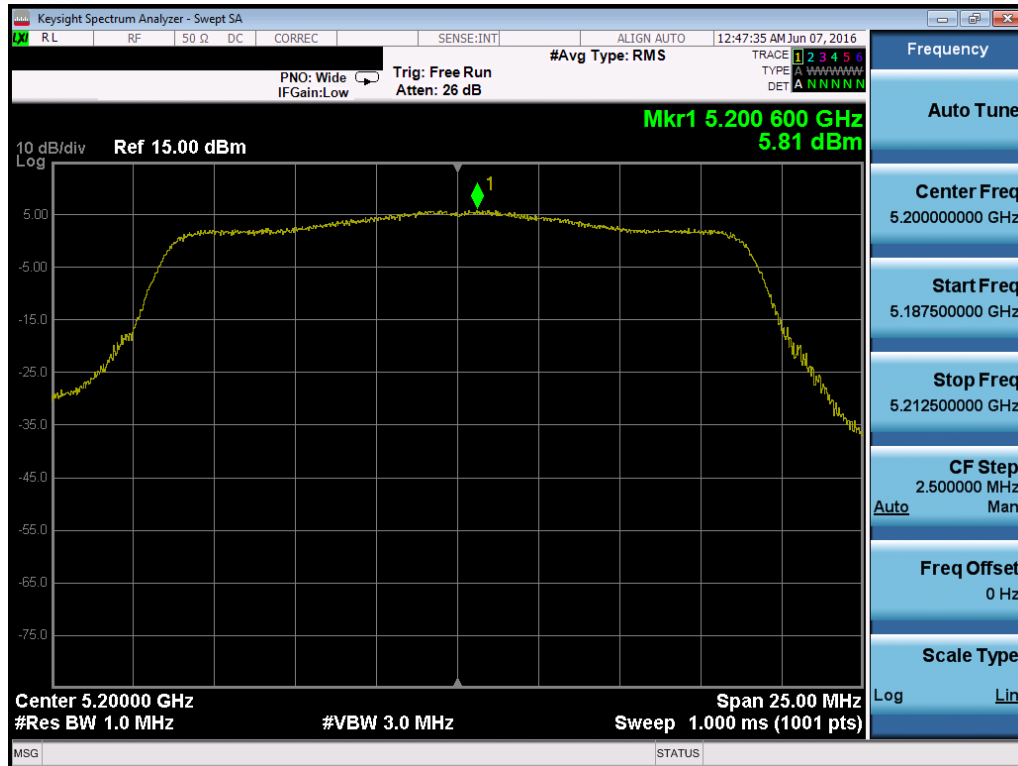 Keysight Spectrum Analyzer - Swept SA
LXI RL RF 50 Ω DC CORREC SENSE:INT ALIGN AUTO 12:47:35 AM Jun 07, 2016
#Avg Type: RMS TRACE 1 2 3 4 5 6
PNO: Wide Trig: Free Run TYPE A WWWWW
IFGain:Low Atten: 26 dB DET A N N N N N
Mkr1 5.200 600 GHz
5.81 dBm
10 dB/div Ref 15.00 dBm
Log
1
5.00
-5.00
-15.0
-25.0
-35.0
-45.0
-55.0
-65.0
-75.0
Center 5.20000 GHz Span 25.00 MHz
#Res BW 1.0 MHz #VBW 3.0 MHz Sweep 1.000 ms (1001 pts)
MSG STATUS
Frequency
Auto Tune
Center Freq
5.200000000 GHz
Start Freq
5.187500000 GHz
Stop Freq
5.212500000 GHz
CF Step
2.500000 MHz
Auto Man
Freq Offset
0 Hz
Scale Type
Log Lin